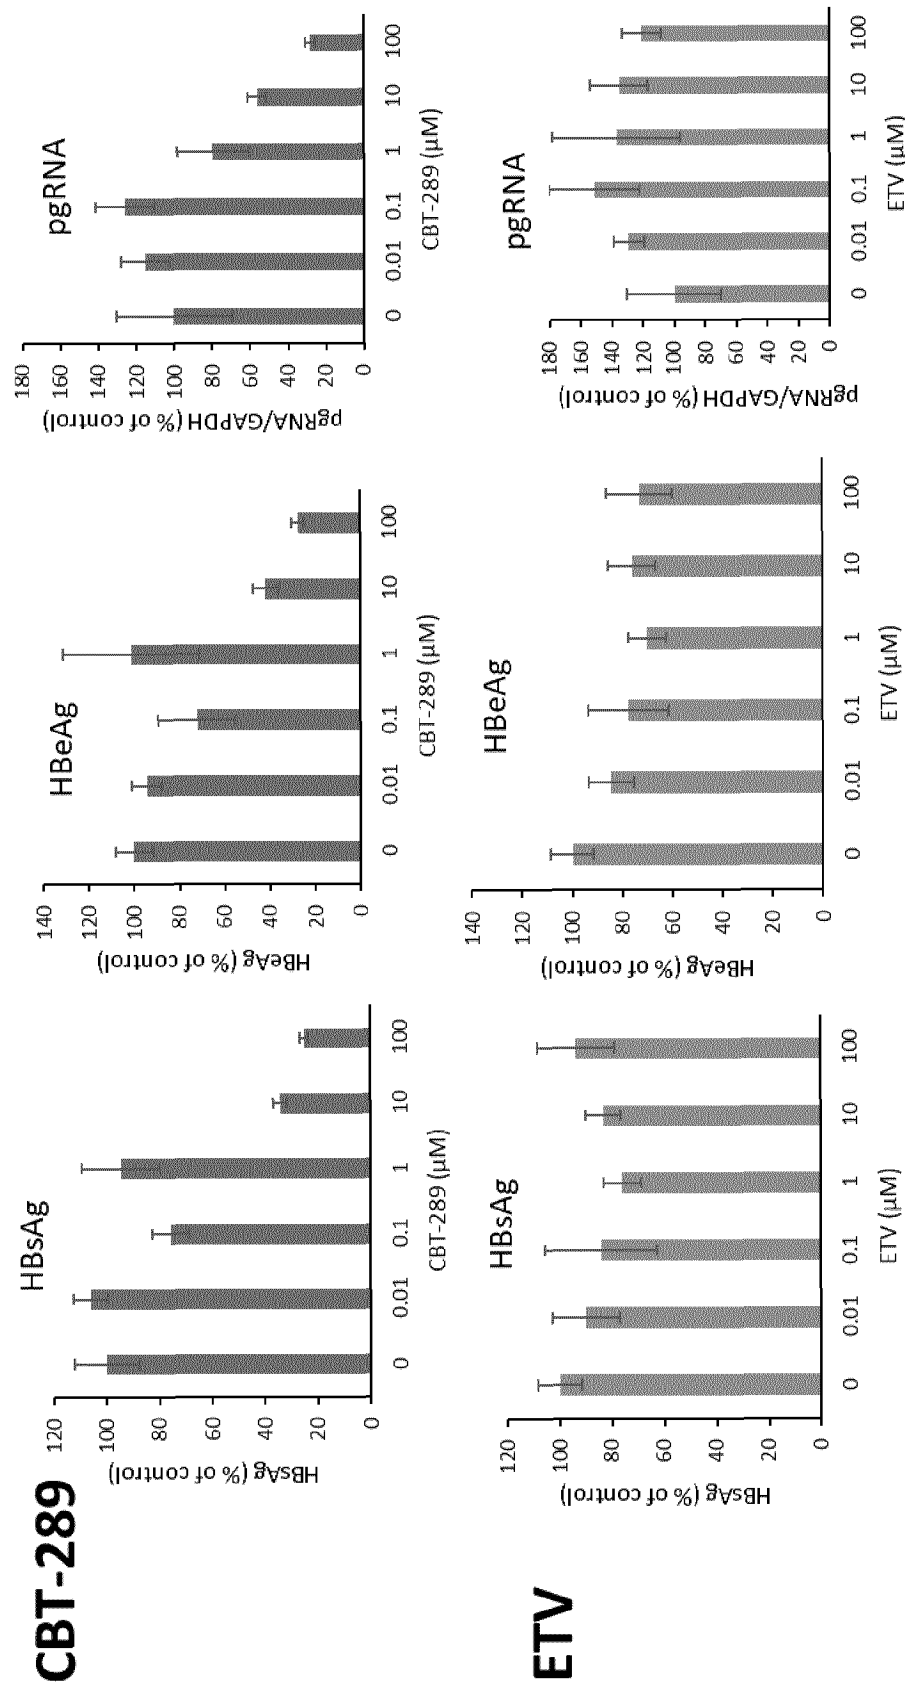 CBT-289
HBsAg
HBsAg (% of control)
120
100
80
60
40
20
0
0 0.01 0.1 1 10 100
CBT-289 (µM)
HBeAg
HBeAg (% of control)
140
120
100
80
60
40
20
0
0 0.01 0.1 1 10 100
CBT-289 (µM)
pgRNA
pgRNA/GAPDH (% of control)
180
160
140
120
100
80
60
40
20
0
0 0.01 0.1 1 10 100
CBT-289 (µM)
ETV
HBsAg
HBsAg (% of control)
120
100
80
60
40
20
0
0 0.01 0.1 1 10 100
ETV (µM)
HBeAg
HBeAg (% of control)
140
120
100
80
60
40
20
0
0 0.01 0.1 1 10 100
ETV (µM)
pgRNA
pgRNA/GAPDH (% of control)
180
160
140
120
100
80
60
40
20
0
0 0.01 0.1 1 10 100
ETV (µM)